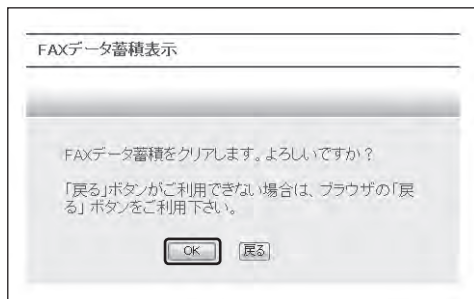 FAXデータ蓄積表示
FAXデータ蓄積をクリアします。よろしいですか？
「戻る」ボタンがご利用できない場合は、ブラウザの「戻
る」 ボタンをご利用下さい。
OK 戻る